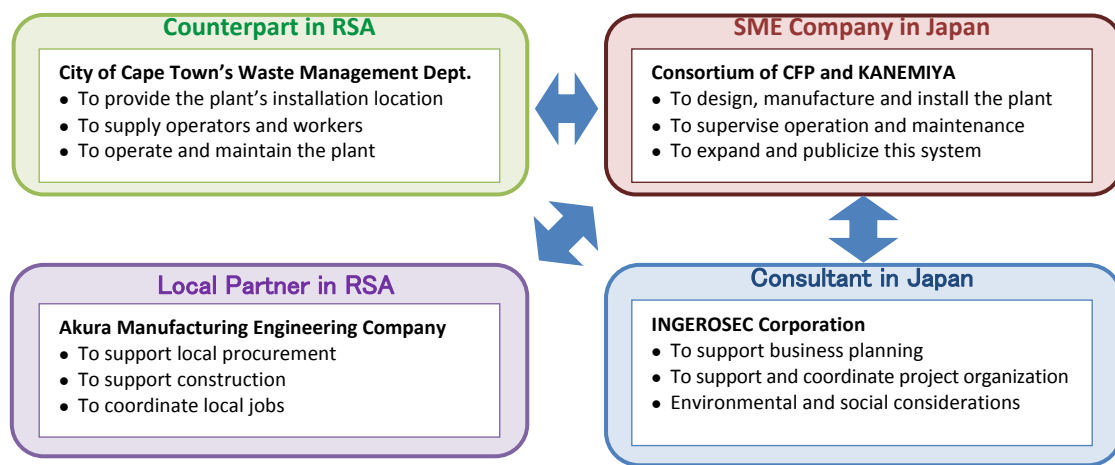 Counterpart in RSA
City of Cape Town's Waste Management Dept.
• To provide the plant's installation location
• To supply operators and workers
• To operate and maintain the plant
SME Company in Japan
Consortium of CFP and KANEMIYA
• To design, manufacture and install the plant
• To supervise operation and maintenance
• To expand and publicize this system
Local Partner in RSA
Akura Manufacturing Engineering Company
• To support local procurement
• To support construction
• To coordinate local jobs
Consultant in Japan
INGEROSEC Corporation
• To support business planning
• To support and coordinate project organization
• Environmental and social considerations